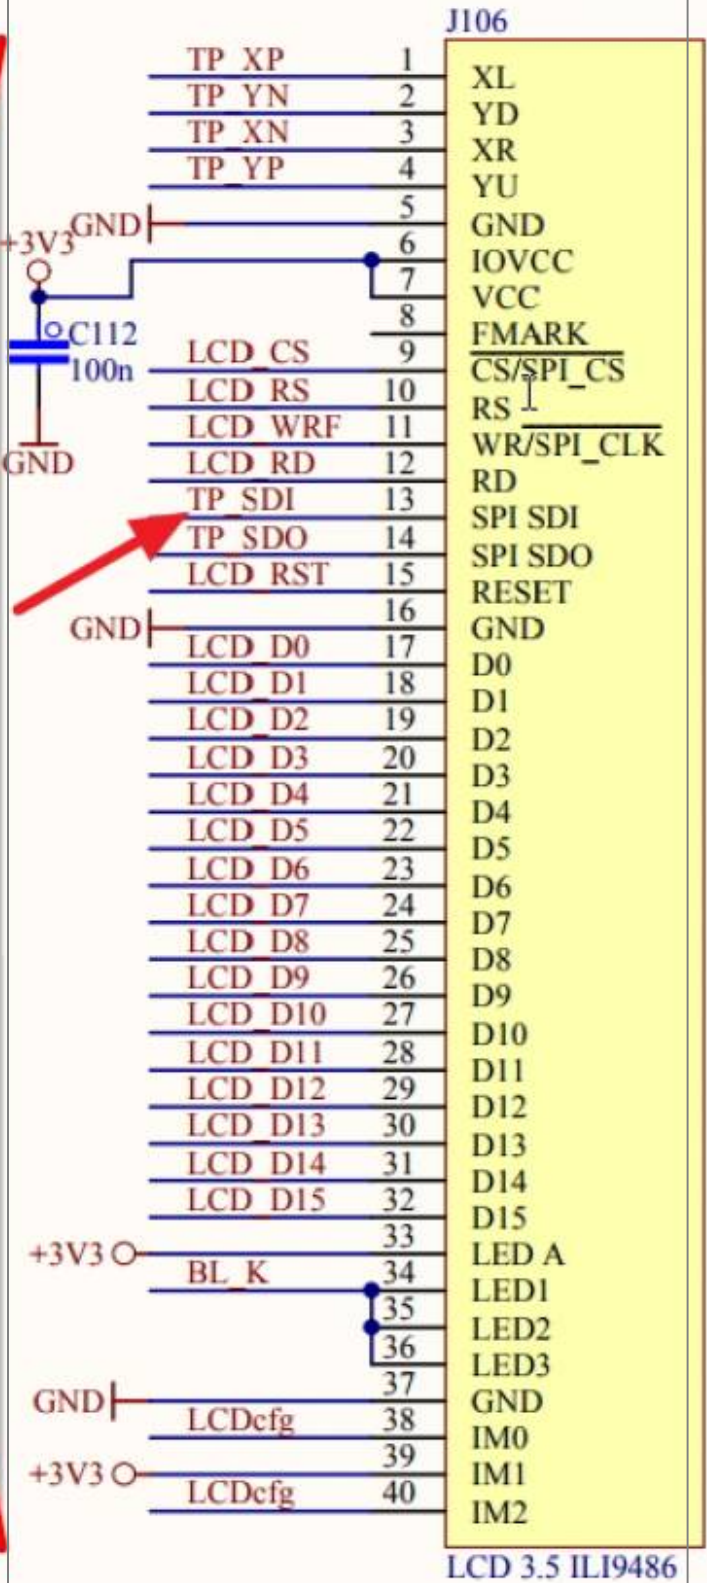 J106
TP_XP 1 XL
TP_YN 2 YD
TP_XN 3 XR
TP_YP 4 YU
GND 5 GND
+3V3 6 IOVCC
7 VCC
8 FMARK
C112
100n
GND
LCD_CS 9 CS/SPI_CS
LCD_RS 10 RS
LCD_WRF 11 WR/SPI_CLK
LCD_RD 12 RD
TP_SDI 13 SPI SDI
TP_SDO 14 SPI SDO
LCD_RST 15 RESET
GND 16 GND
LCD_D0 17 D0
LCD_D1 18 D1
LCD_D2 19 D2
LCD_D3 20 D3
LCD_D4 21 D4
LCD_D5 22 D5
LCD_D6 23 D6
LCD_D7 24 D7
LCD_D8 25 D8
LCD_D9 26 D9
LCD_D10 27 D10
LCD_D11 28 D11
LCD_D12 29 D12
LCD_D13 30 D13
LCD_D14 31 D14
LCD_D15 32 D15
+3V3 33 LED A
BL_K 34 LED1
35 LED2
36 LED3
GND 37 GND
LCDcfg 38 IM0
+3V3 39 IM1
LCDcfg 40 IM2
LCD 3.5 ILI9486